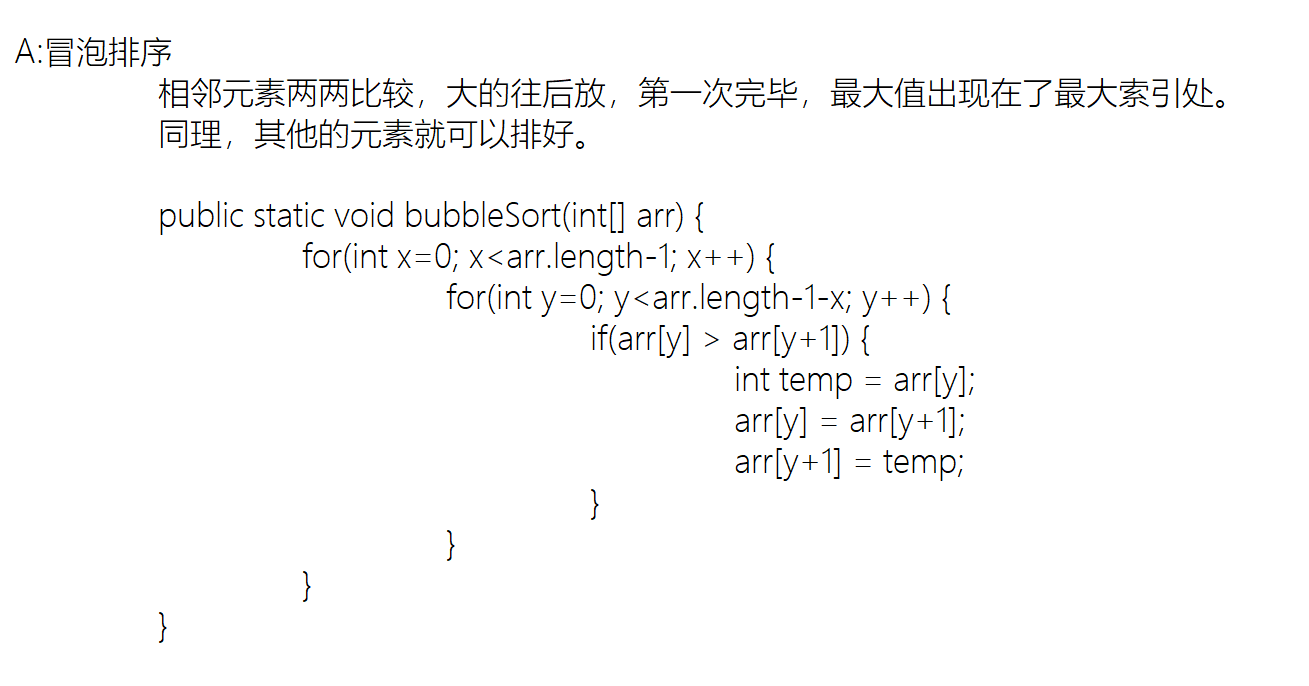 A:冒泡排序
相邻元素两两比较，大的往后放，第一次完毕，最大值出现在了最大索引处。
同理，其他的元素就可以排好。
public static void bubbleSort(int[] arr) {
for(int x=0; x<arr.length-1; x++) {
for(int y=0; y<arr.length-1-x; y++) {
if(arr[y] > arr[y+1]) {
int temp = arr[y];
arr[y] = arr[y+1];
arr[y+1] = temp;
}
}
}
}